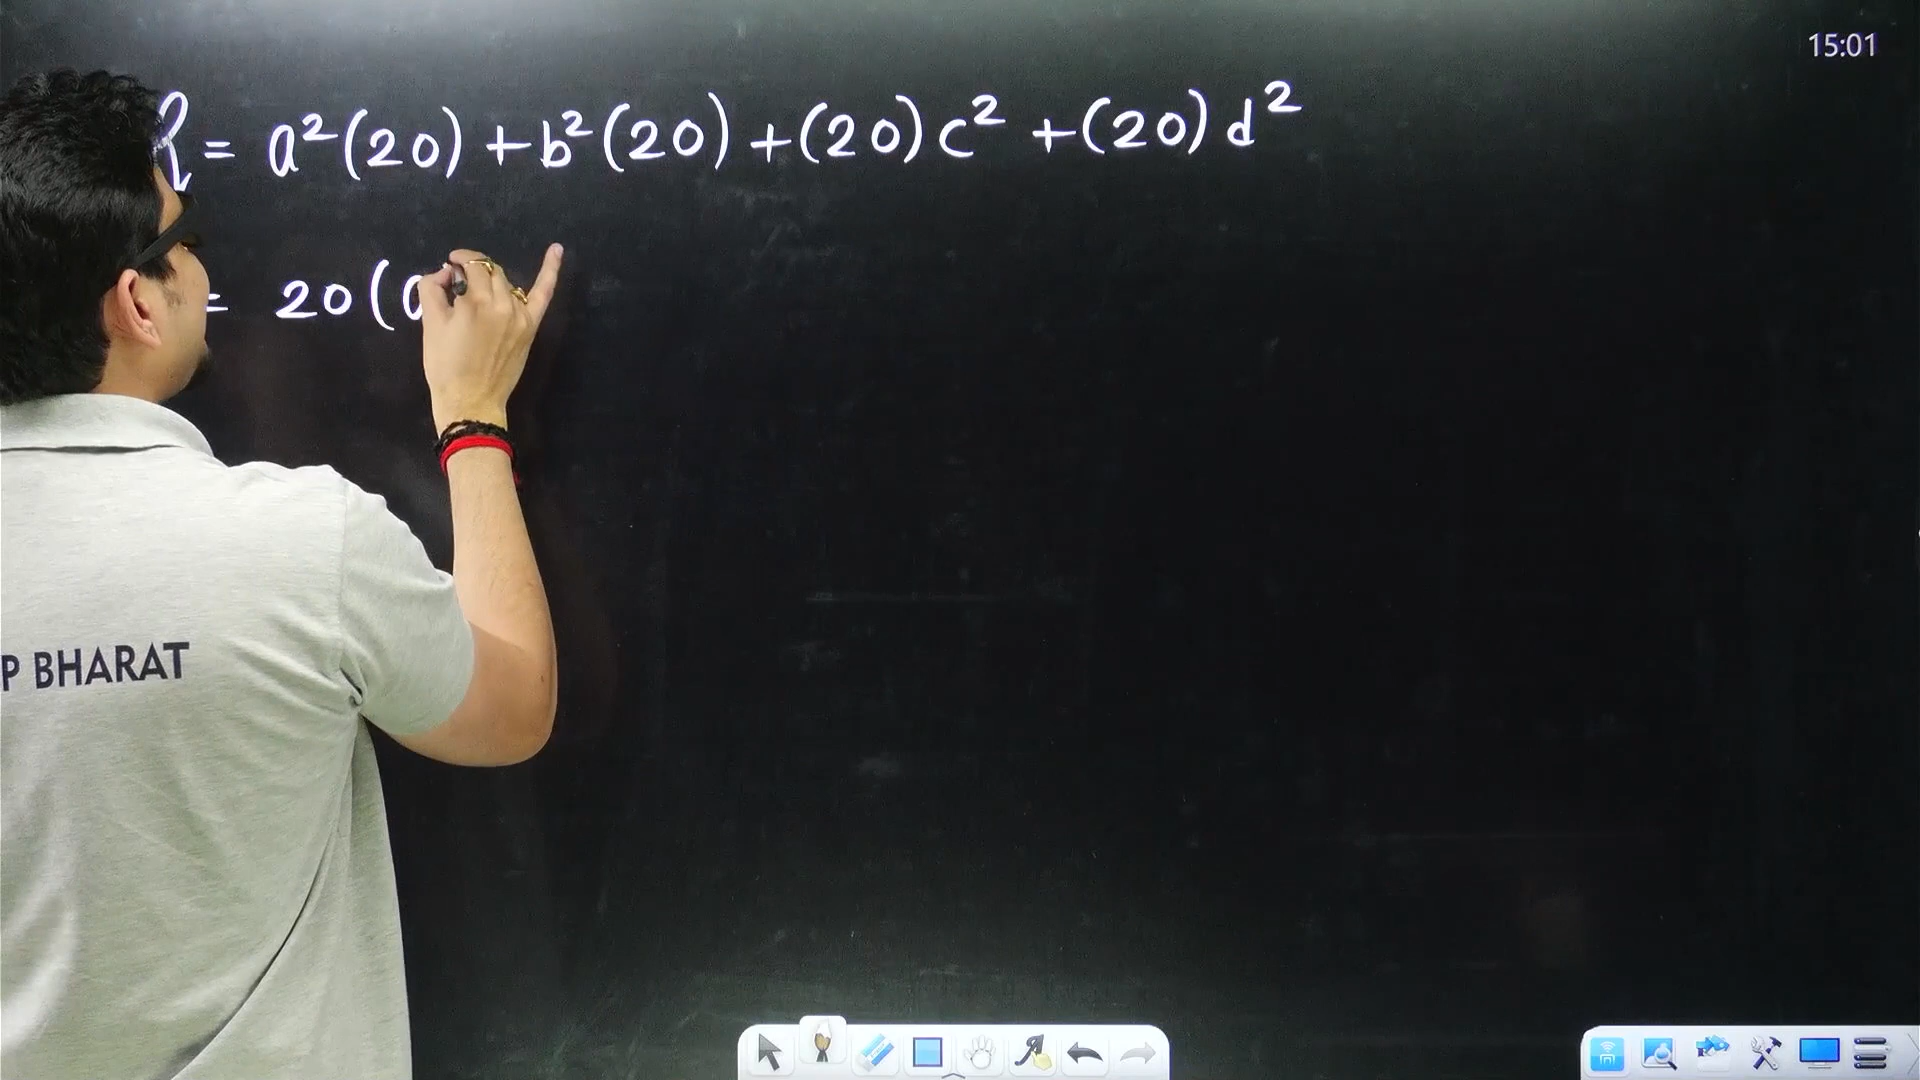 15:01
= a²(20) + b²(20) + (20)c² + (20)d²
= 20(a
P BHARAT